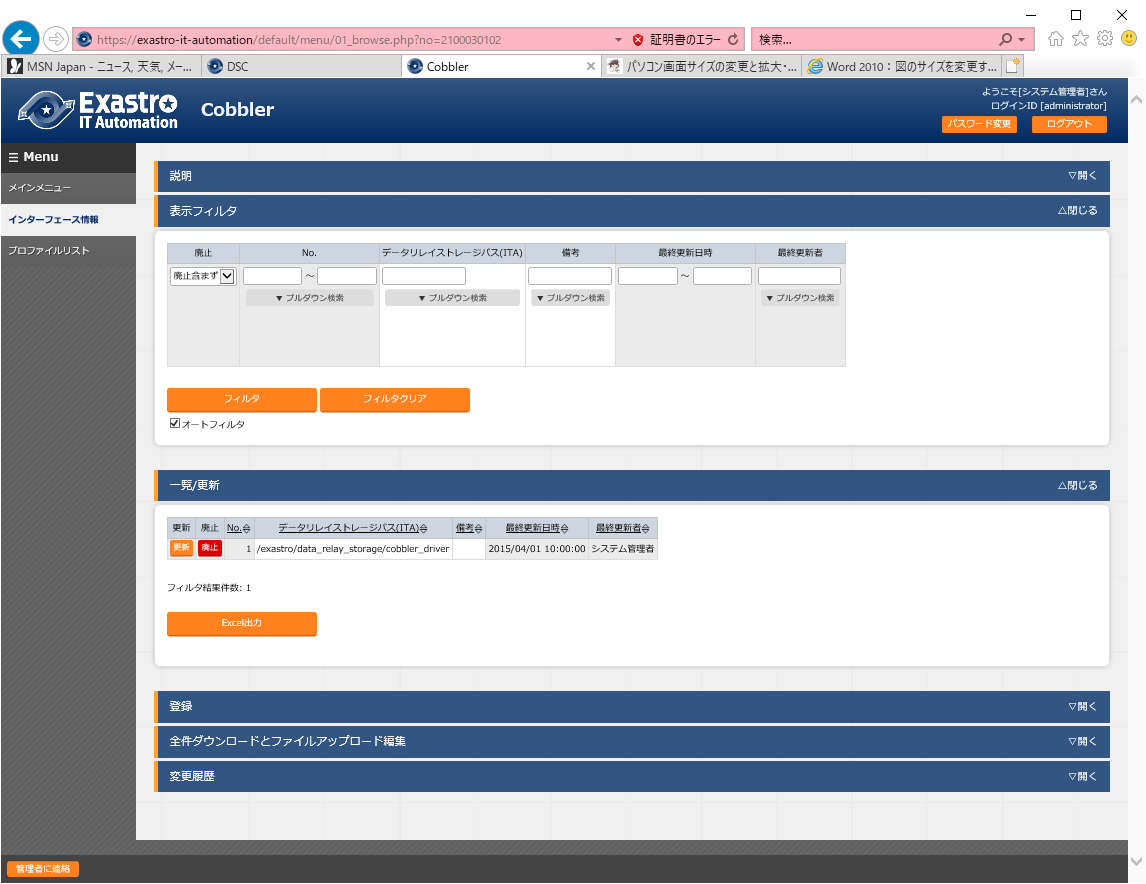 https://exastro-it-automation/default/menu/01_browse.php?no=2100030102
証明書のエラー
検索...
MSN Japan - ニュース, 天気, メー...
DSC
Cobbler
パソコン画面サイズの変更と拡大・...
Word 2010：図のサイズを変更す...
Exastro
IT Automation
Cobbler
ようこそ[システム管理者]さん
ログインID [administrator]
パスワード変更
ログアウト
Menu
メインメニュー
インターフェース情報
プロファイルリスト
説明
▽開く
表示フィルタ
△閉じる
廃止
No.
データリレイストレージパス(ITA)
備考
最終更新日時
最終更新者
廃止含まず
～
～
▼ プルダウン検索
▼ プルダウン検索
▼ プルダウン検索
▼ プルダウン検索
フィルタ
フィルタクリア
オートフィルタ
一覧/更新
△閉じる
更新 廃止 No. データリレイストレージパス(ITA) 備考 最終更新日時 最終更新者
更新 廃止 1 /exastro/data_relay_storage/cobbler_driver 2015/04/01 10:00:00 システム管理者
フィルタ結果件数: 1
Excel出力
登録
▽開く
全件ダウンロードとファイルアップロード編集
▽開く
変更履歴
▽開く
管理者に連絡